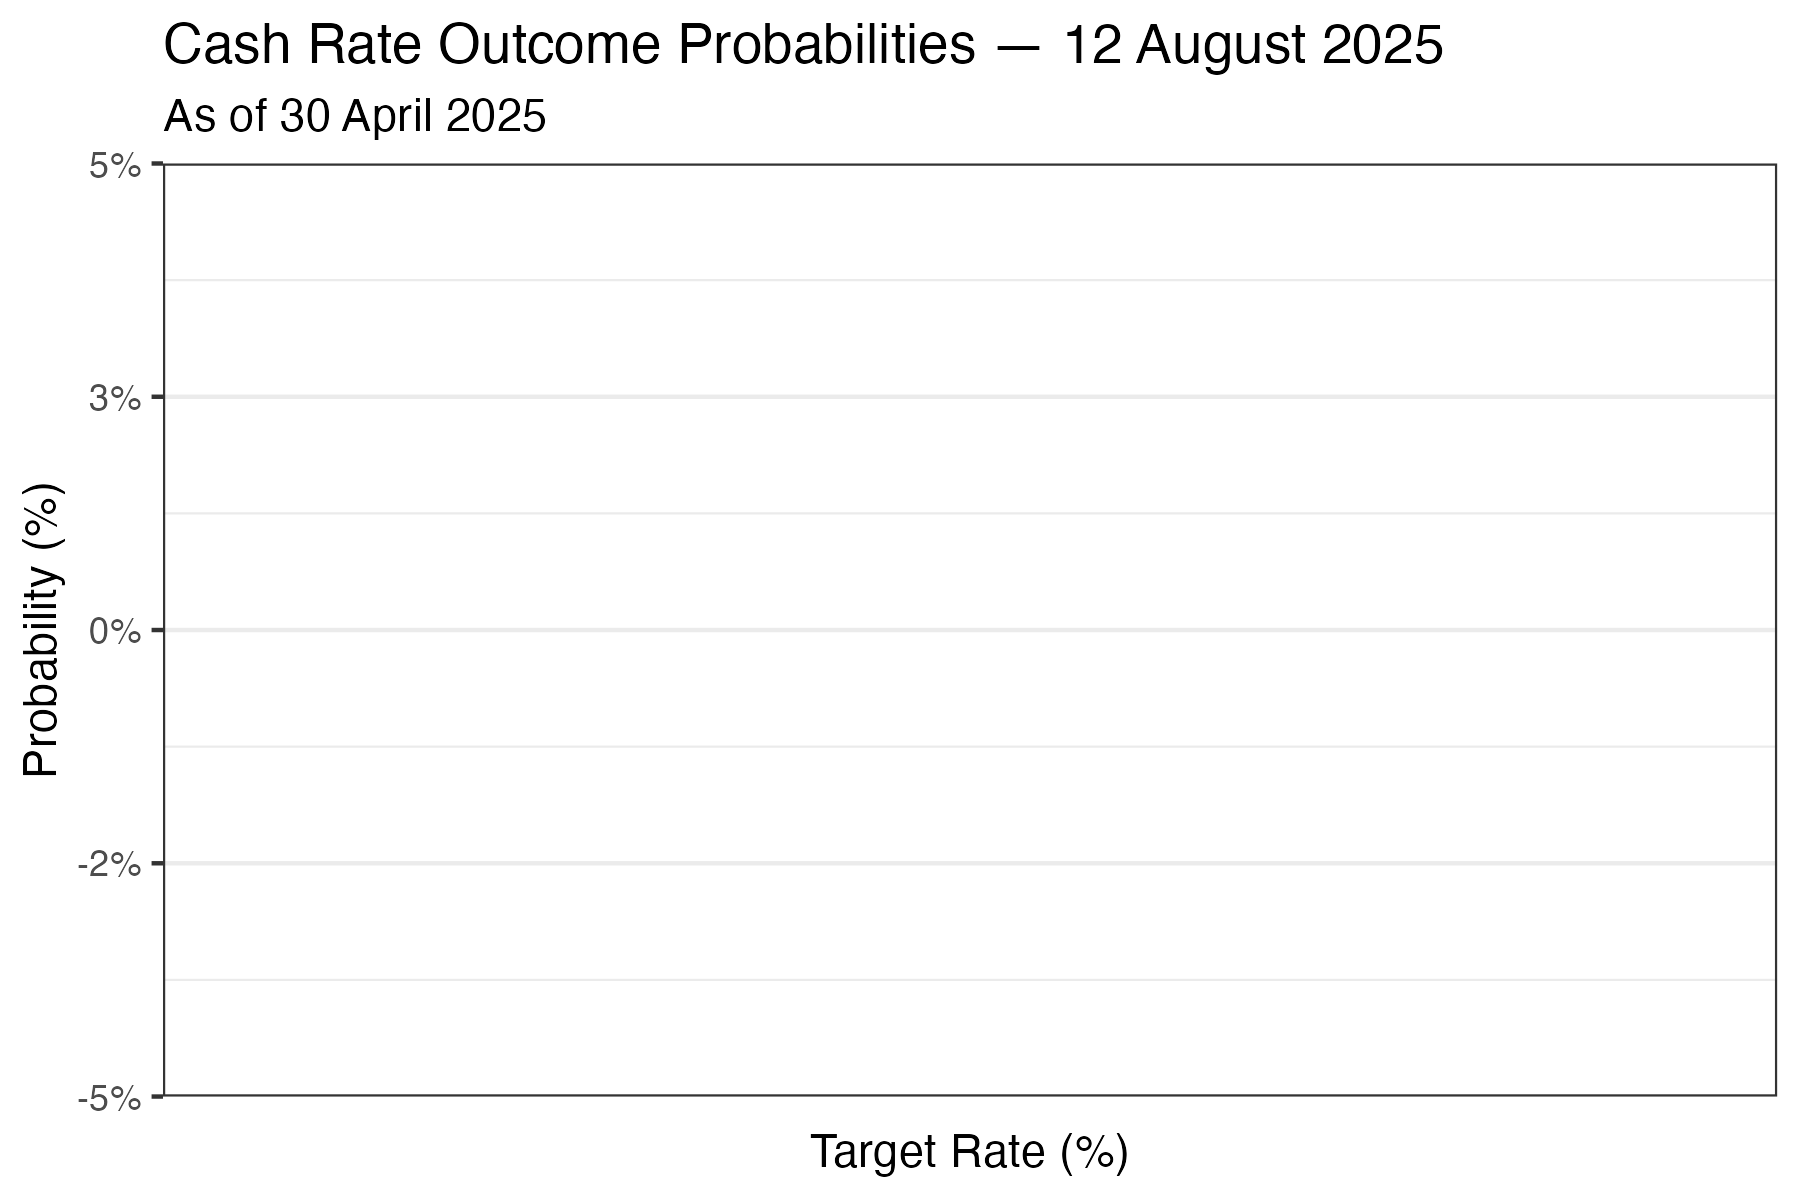 Cash Rate Outcome Probabilities — 12 August 2025
As of 30 April 2025
5%
3%
0%
-2%
-5%
Probability (%)
Target Rate (%)